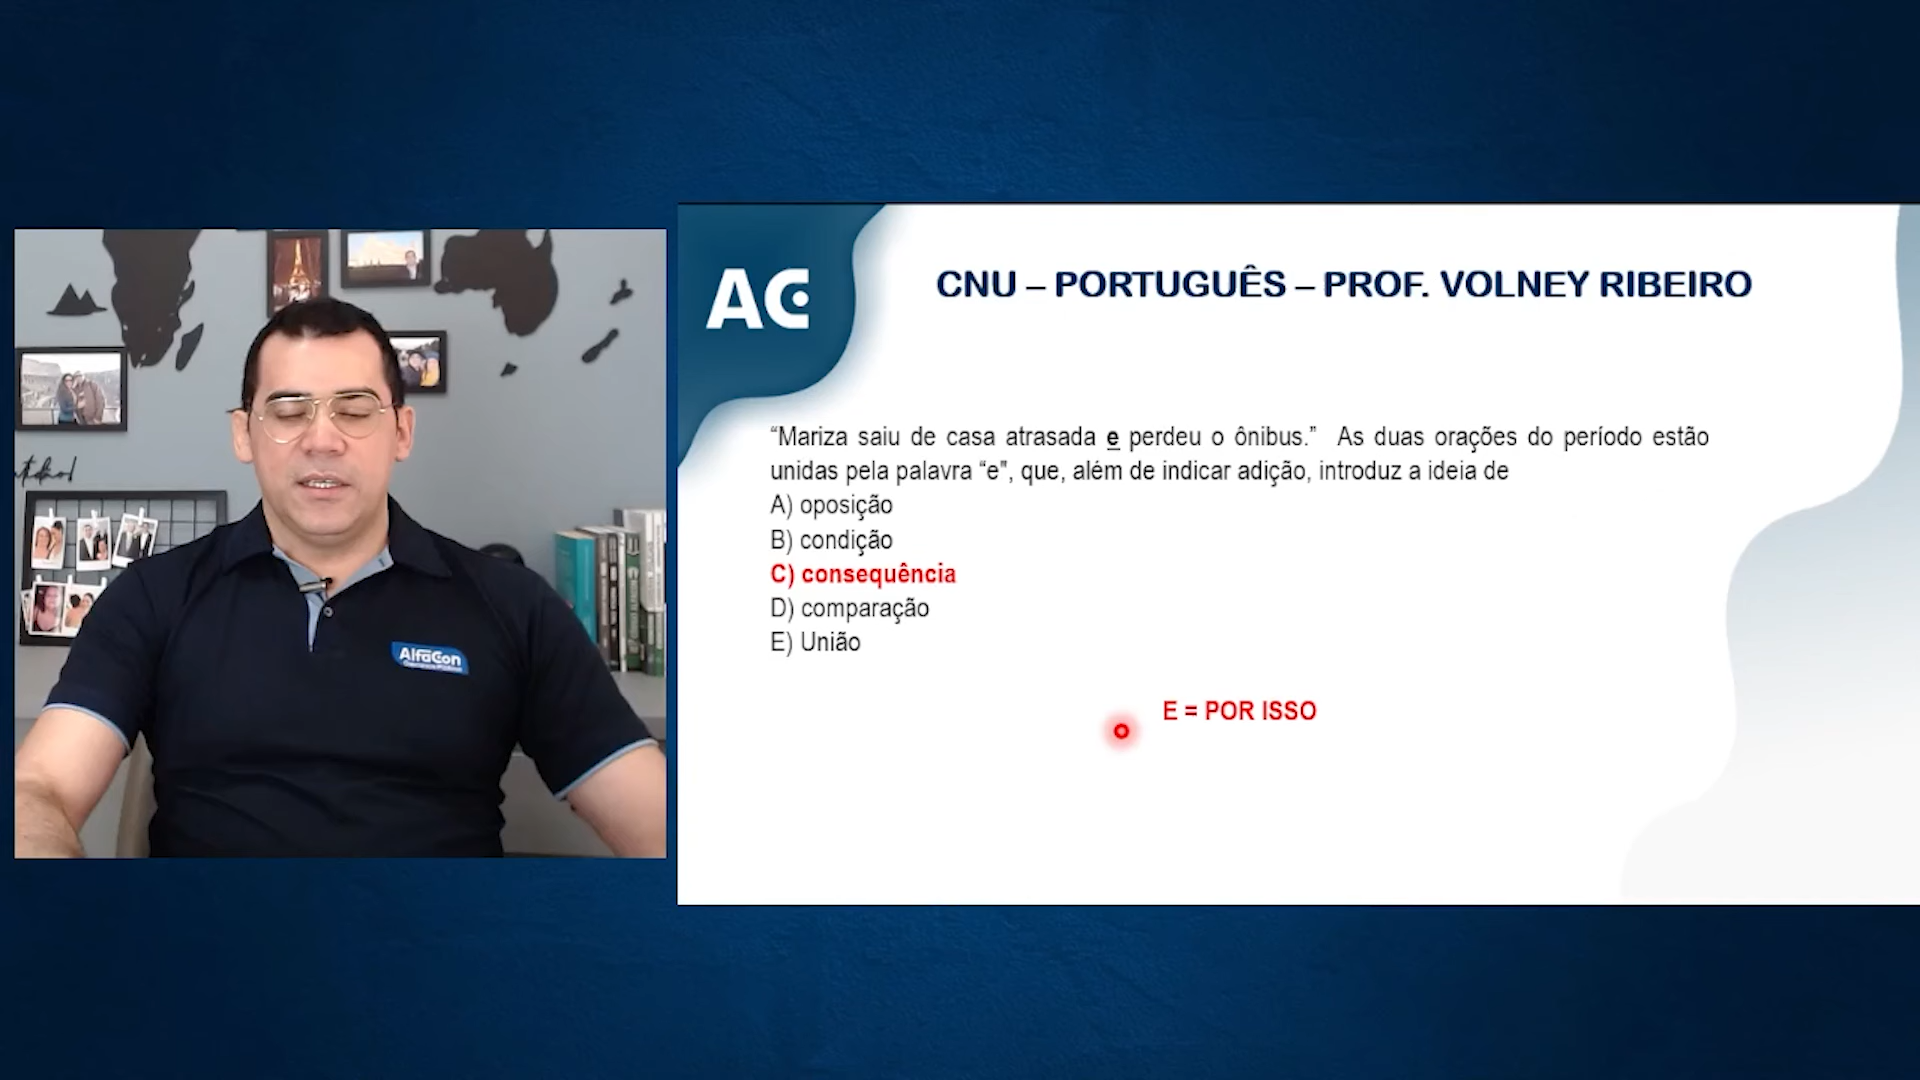 AC
CNU – PORTUGUÊS – PROF. VOLNEY RIBEIRO
“Mariza saiu de casa atrasada e perdeu o ônibus.” As duas orações do período estão
unidas pela palavra “e”, que, além de indicar adição, introduz a ideia de
A) oposição
B) condição
C) consequência
D) comparação
E) União
E = POR ISSO
AlfaCon